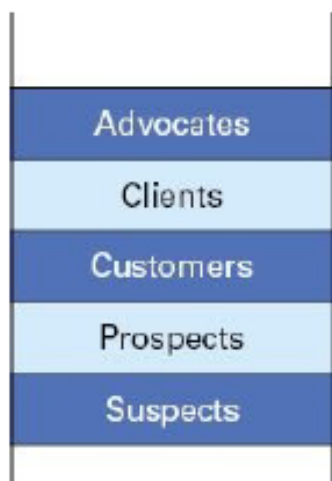 Advocates
Clients
Customers
Prospects
Suspects